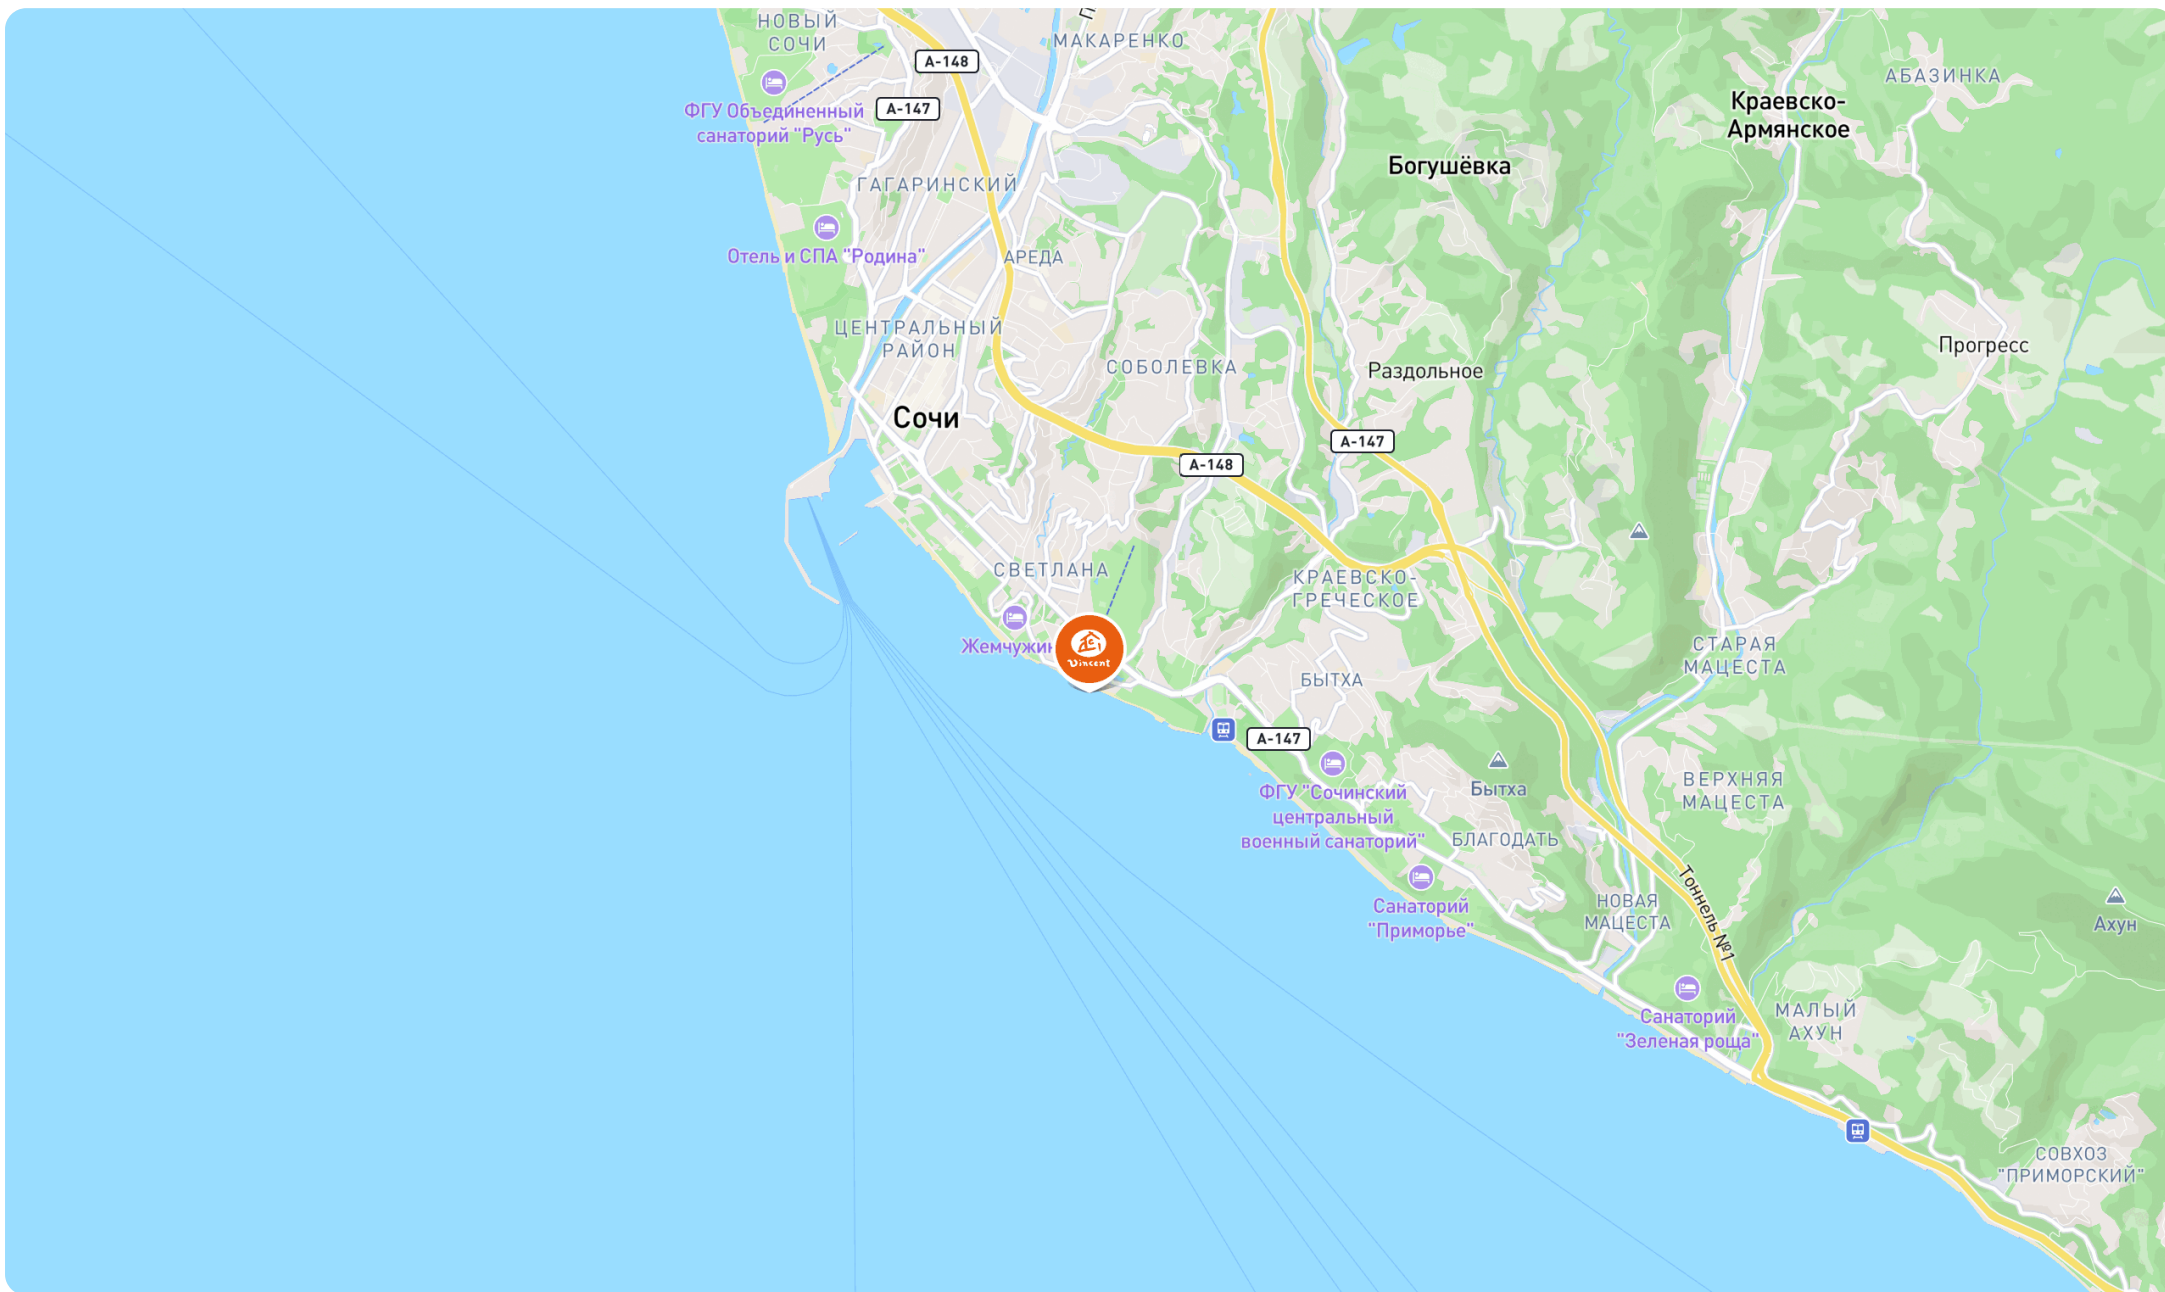 НОВЫЙ
СОЧИ
МАКАРЕНКО
А-148
АБАЗИНКА
Краевско-
Армянское
А-147
ФГУ Объединенный
санаторий "Русь"
Богушёвка
ГАГАРИНСКИЙ
Отель и СПА "Родина"
АРЕДА
ЦЕНТРАЛЬНЫЙ
РАЙОН
Прогресс
СОБОЛЕВКА
Раздольное
Сочи
А-147
А-148
СВЕТЛАНА
КРАЕВСКО-
ГРЕЧЕСКОЕ
Жемчужин
Vincent
СТАРАЯ
МАЦЕСТА
БЫТХА
А-147
ФГУ "Сочинский
центральный
военный санаторий"
Бытха
ВЕРХНЯЯ
МАЦЕСТА
БЛАГОДАТЬ
Санаторий
"Приморье"
НОВАЯ
МАЦЕСТА
Тоннель №1
Ахун
Санаторий
"Зеленая роща"
МАЛЫЙ
АХУН
СОВХОЗ
"ПРИМОРСКИЙ"